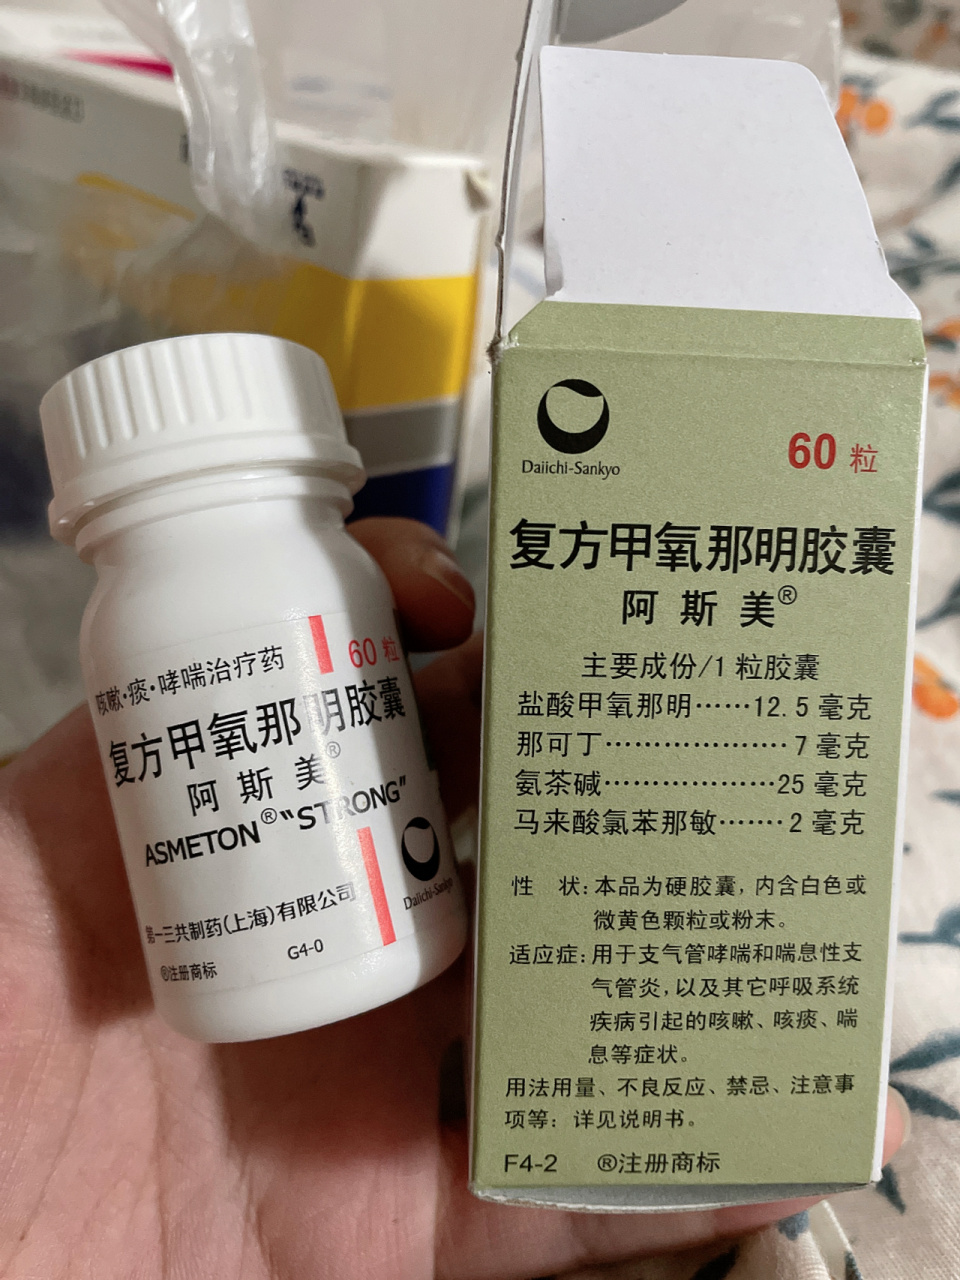 咳嗽·痰·哮喘治疗药
60 粒
复方甲氧那明胶囊
阿斯美®
ASMETON®"STRONG"
Daiichi-Sankyo
第一三共制药(上海)有限公司
®注册商标
G4-0
Daiichi-Sankyo
60 粒
复方甲氧那明胶囊
阿斯美®
主要成份/1 粒胶囊
盐酸甲氧那明……12.5 毫克
那可丁………………… 7 毫克
氨茶碱………………25 毫克
马来酸氯苯那敏……· 2 毫克
性 状:本品为硬胶囊,内含白色或
微黄色颗粒或粉末。
适应症:用于支气管哮喘和喘息性支
气管炎,以及其它呼吸系统
疾病引起的咳嗽、咳痰、喘
息等症状。
用法用量、不良反应、禁忌、注意事
项等:详见说明书。
F4-2 ®注册商标